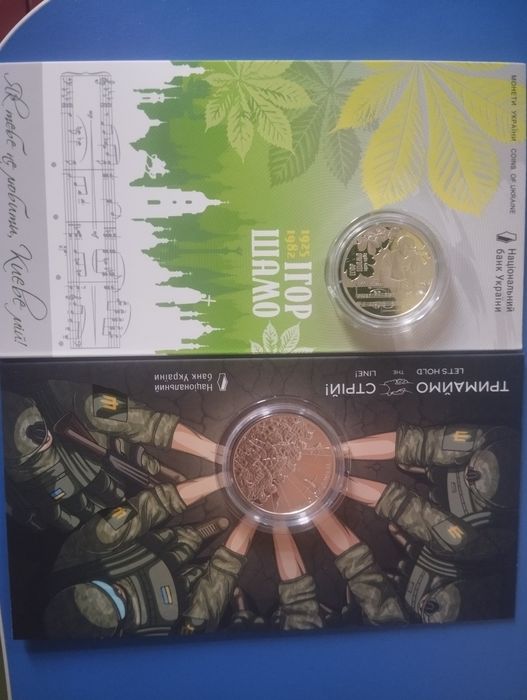 Як тебе не любити, Києве мій!
1925
1982
ІГОР
ШАМО
МОНЕТИ УКРАЇНИ COINS OF UKRAINE
Національний
банк України
ТРИМАЙМО
СТРІЙ!
LET'S HOLD
THE
LINE!
Національний
банк України